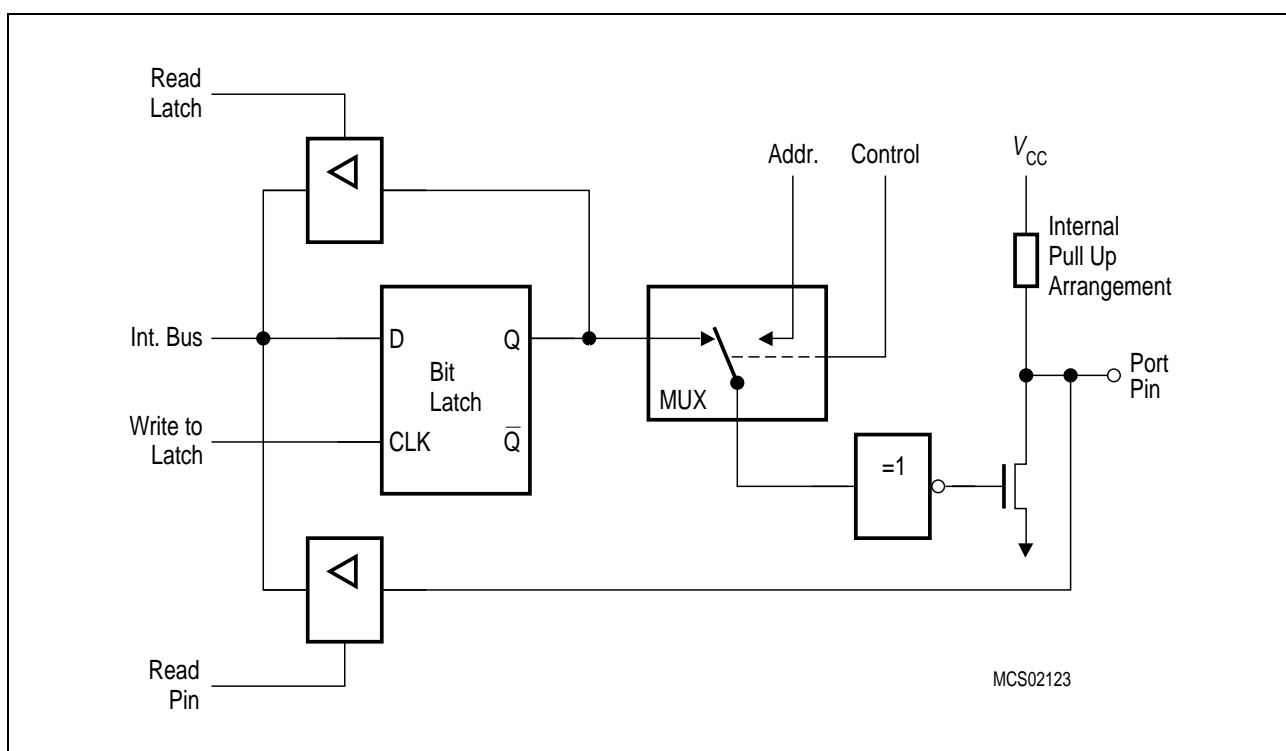 Read
Latch
Addr.
Control
VCC
Internal
Pull Up
Arrangement
Int. Bus
D
Q
Bit
Latch
MUX
Port
Pin
Write to
Latch
CLK
Q̅
=1
Read
Pin
MCS02123